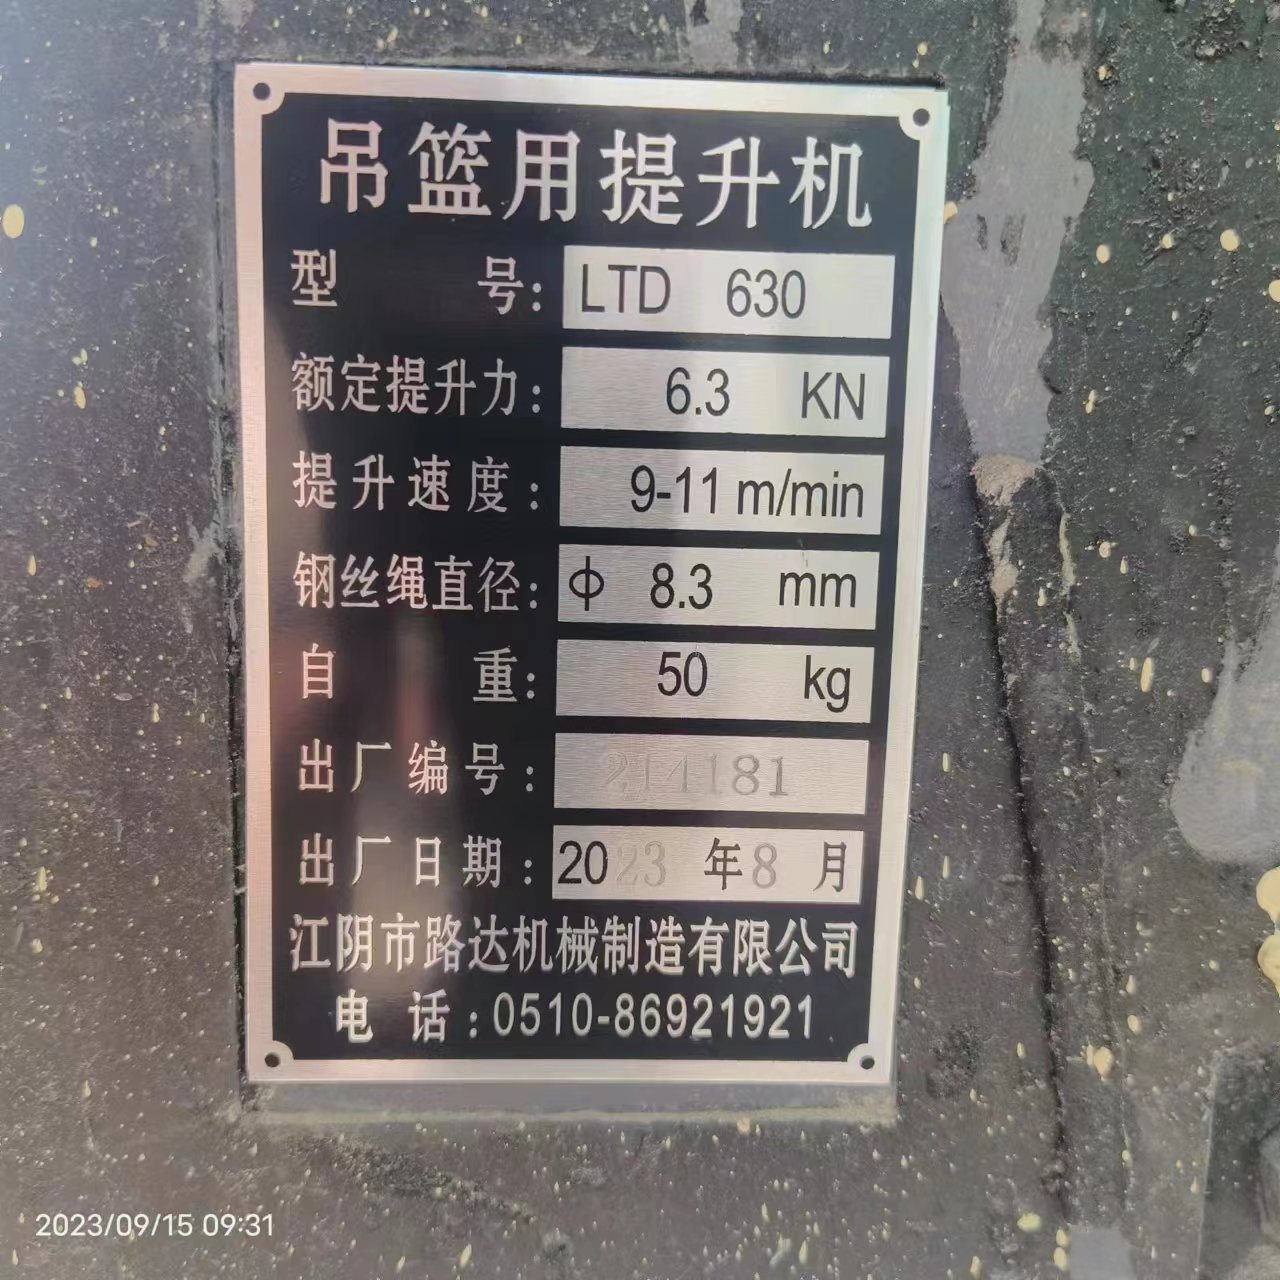 吊篮用提升机
型 号: LTD 630
额定提升力: 6.3 KN
提升速度: 9-11 m/min
钢丝绳直径: φ 8.3 mm
自 重: 50 kg
出厂编号: 214181
出厂日期: 2023 年 8 月
江阴市路达机械制造有限公司
电 话:0510-86921921
2023/09/15 09:31